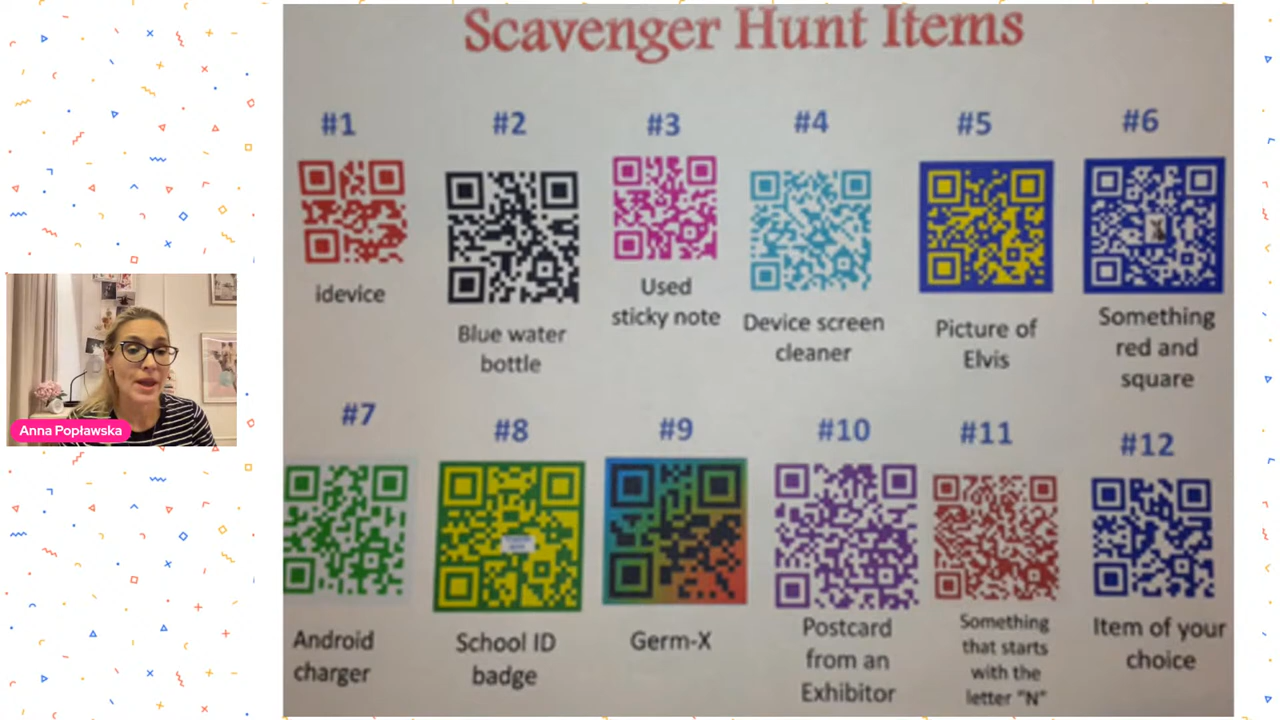 Scavenger Hunt Items
#1
#2
#3
#4
#5
#6
idevice
Blue water
bottle
Used
sticky note
Device screen
cleaner
Picture of
Elvis
Something
red and
square
Anna Popławska
#7
#8
#9
#10
#11
#12
Android
charger
School ID
badge
Germ-X
Postcard
from an
Exhibitor
Something
that starts
with the
letter "N"
Item of your
choice